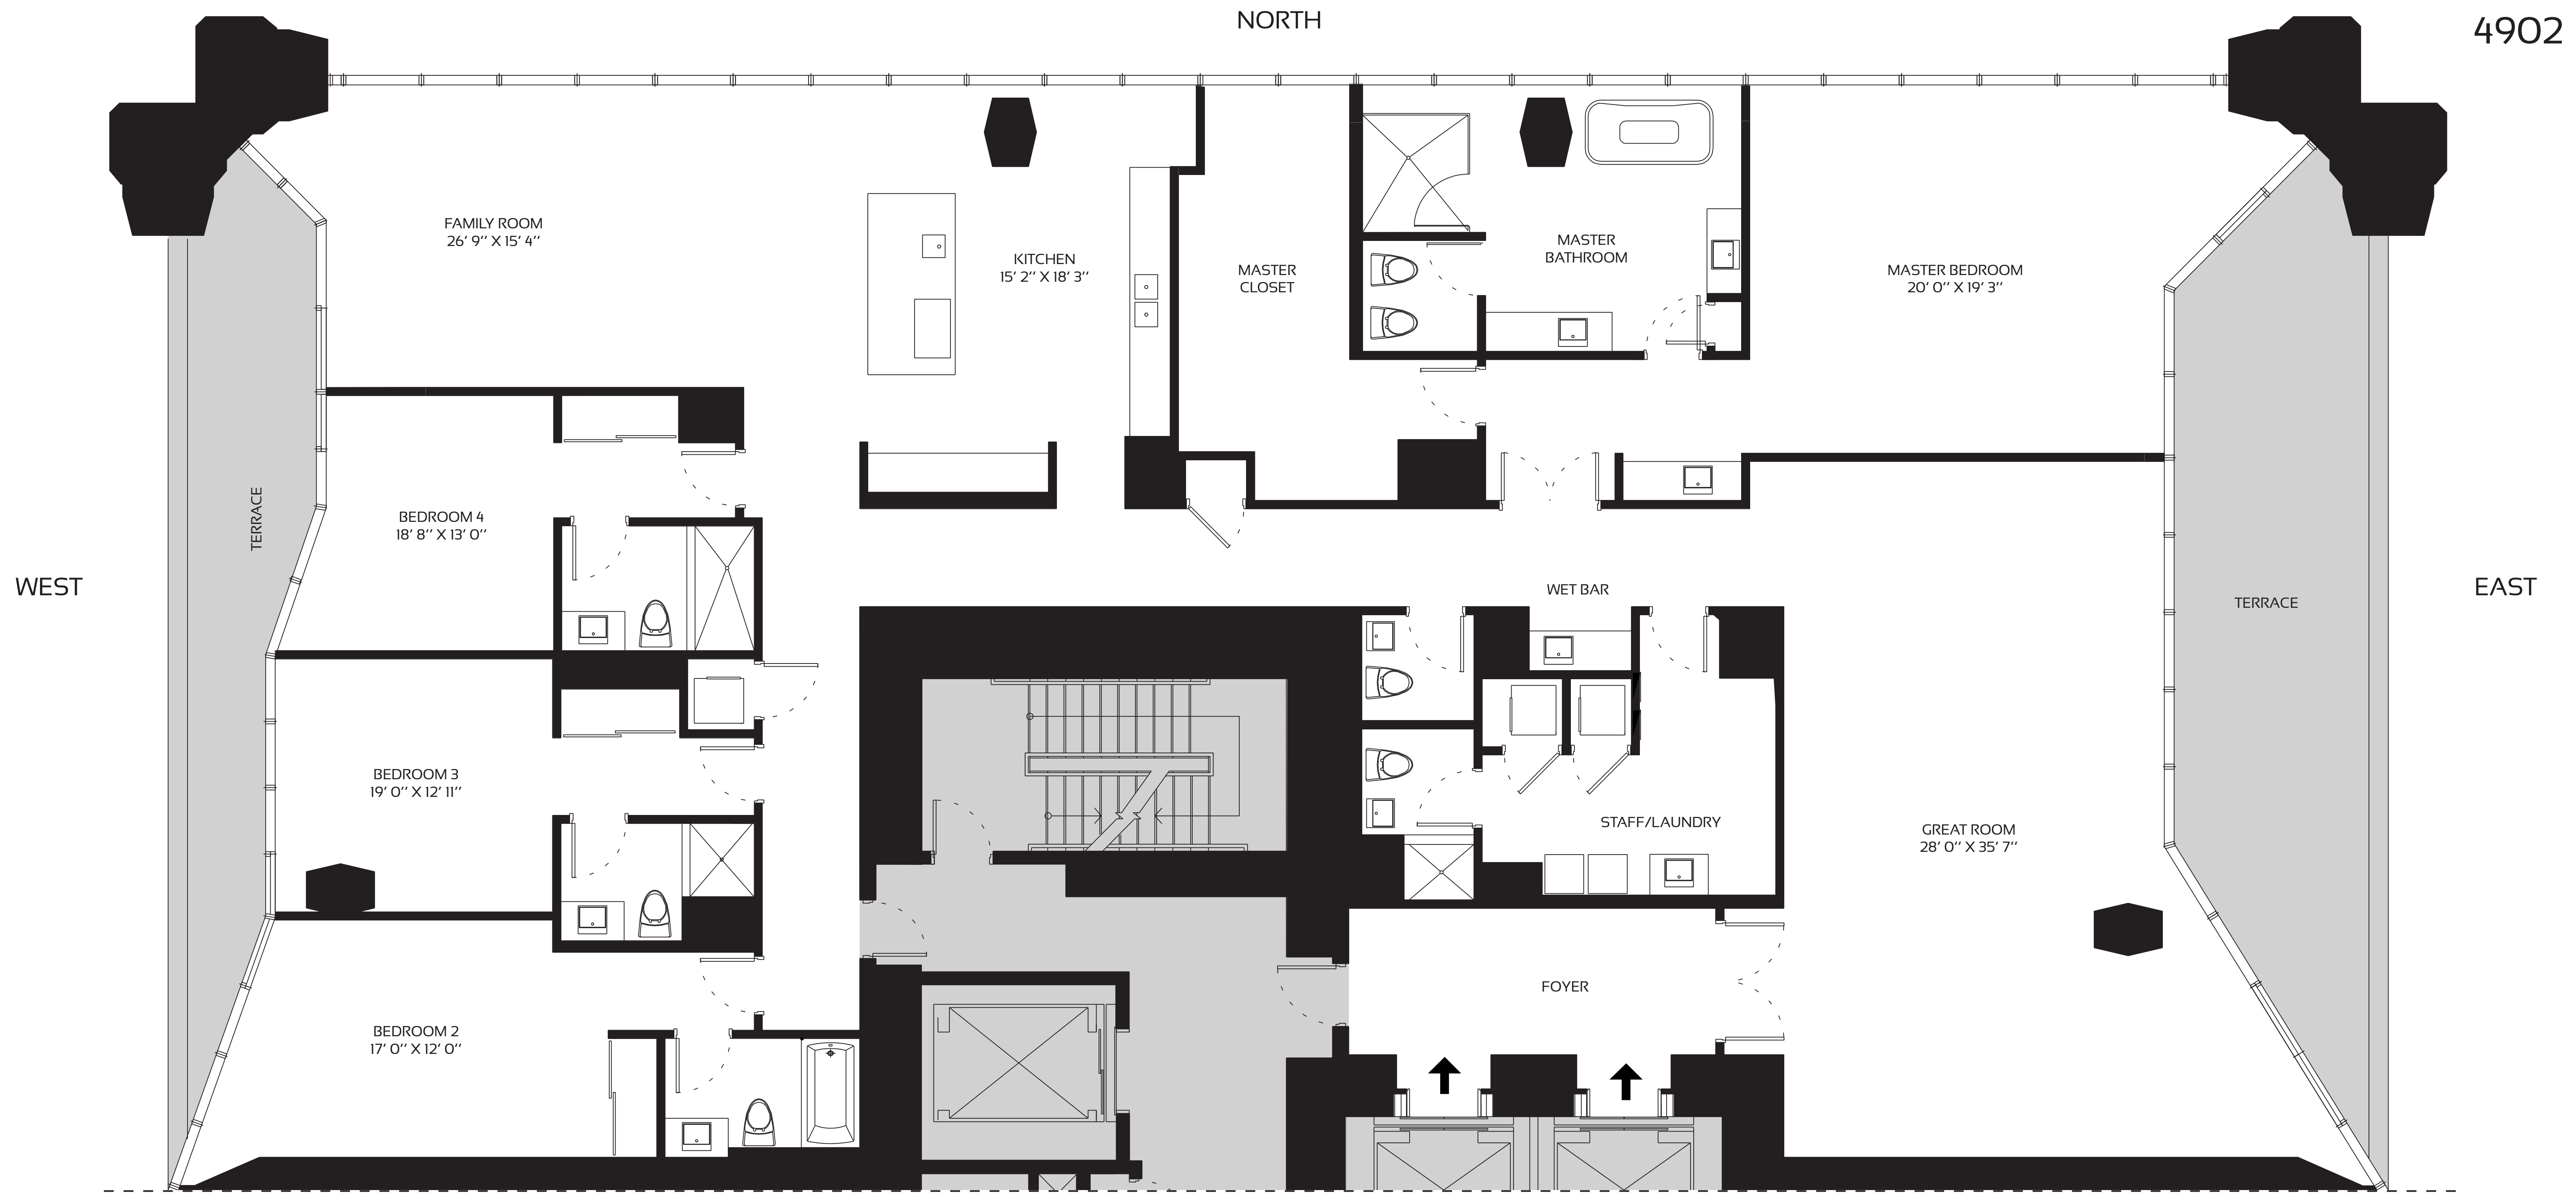 NORTH
4902
FAMILY ROOM
26' 9'' X 15' 4''
KITCHEN
15' 2'' X 18' 3''
MASTER
CLOSET
MASTER
BATHROOM
MASTER BEDROOM
20' 0'' X 19' 3''
TERRACE
BEDROOM 4
18' 8'' X 13' 0''
WEST
WET BAR
EAST
TERRACE
BEDROOM 3
19' 0'' X 12' 11''
STAFF/LAUNDRY
GREAT ROOM
28' 0'' X 35' 7''
FOYER
BEDROOM 2
17' 0'' X 12' 0''